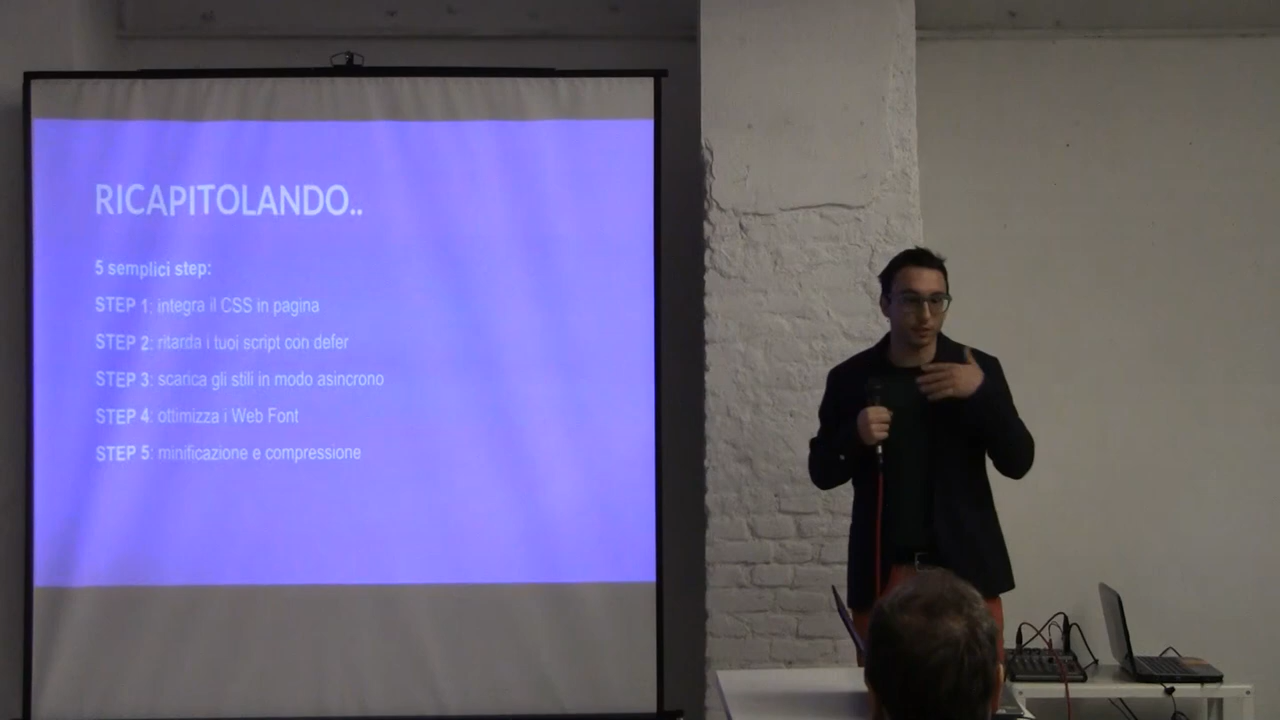 RICAPITOLANDO..
5 semplici step:
STEP 1: integra il CSS in pagina
STEP 2: ritarda i tuoi script con defer
STEP 3: scarica gli stili in modo asincrono
STEP 4: ottimizza i Web Font
STEP 5: minificazione e compressione